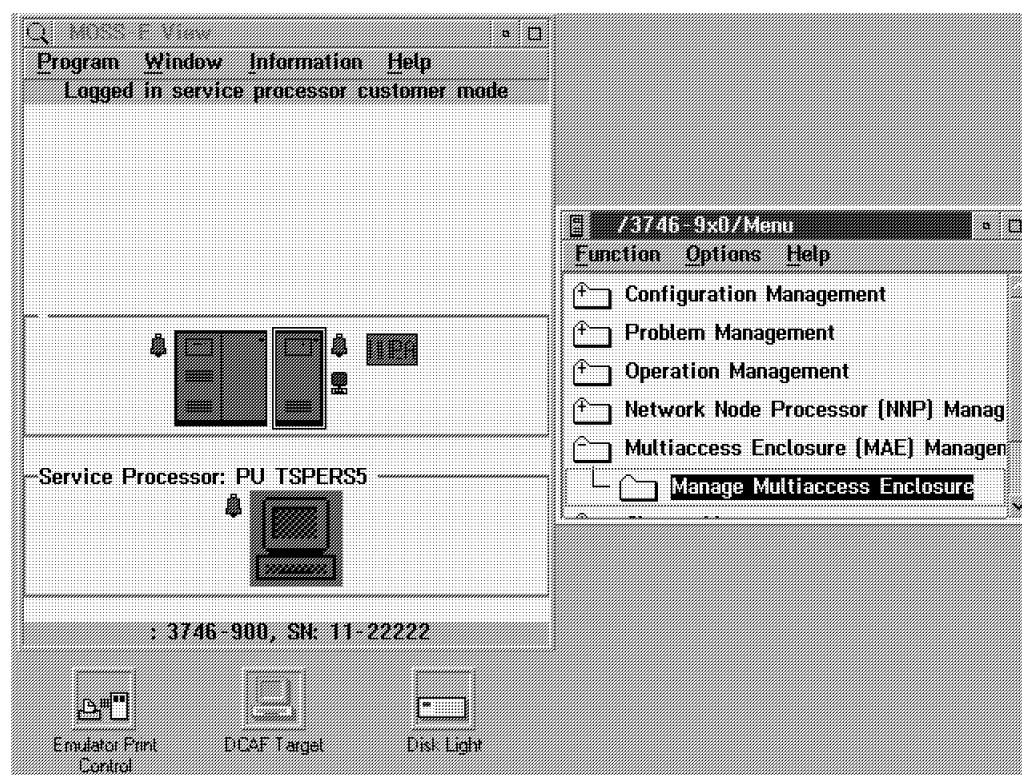 MOSS-E View
Program Window Information Help
Logged in service processor customer mode
NNPA
Service Processor: PU TSPERS5
: 3746-900, SN: 11-22222
/3746-9x0/Menu
Function Options Help
Configuration Management
Problem Management
Operation Management
Network Node Processor (NNP) Manag
Multiaccess Enclosure (MAE) Managem
Manage Multiaccess Enclosure
Emulator Print
Control
DCAF Target
Disk Light